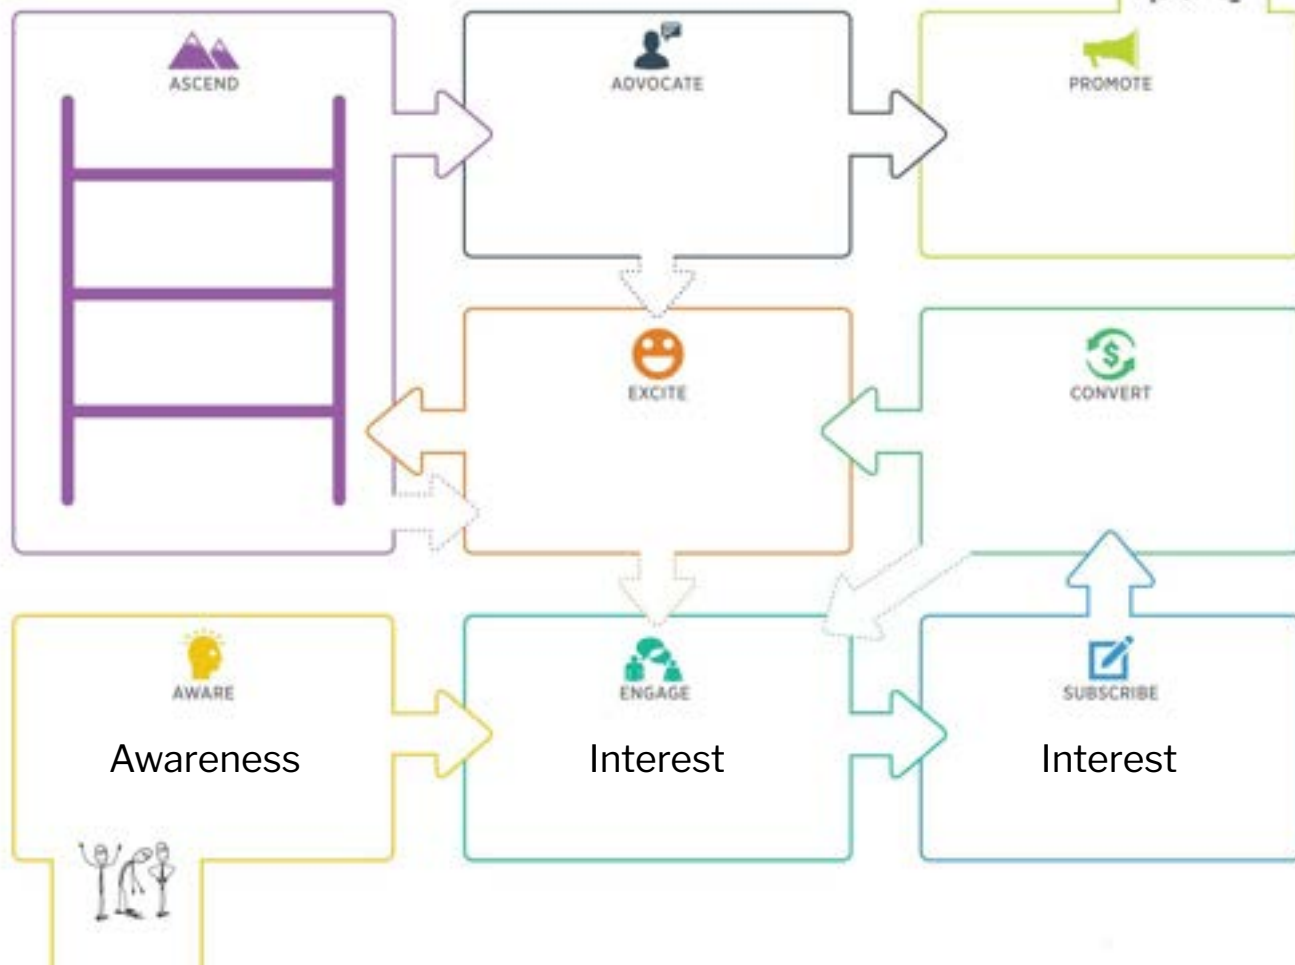 ASCEND
ADVOCATE
PROMOTE
EXCITE
CONVERT
AWARE
ENGAGE
SUBSCRIBE
Awareness
Interest
Interest